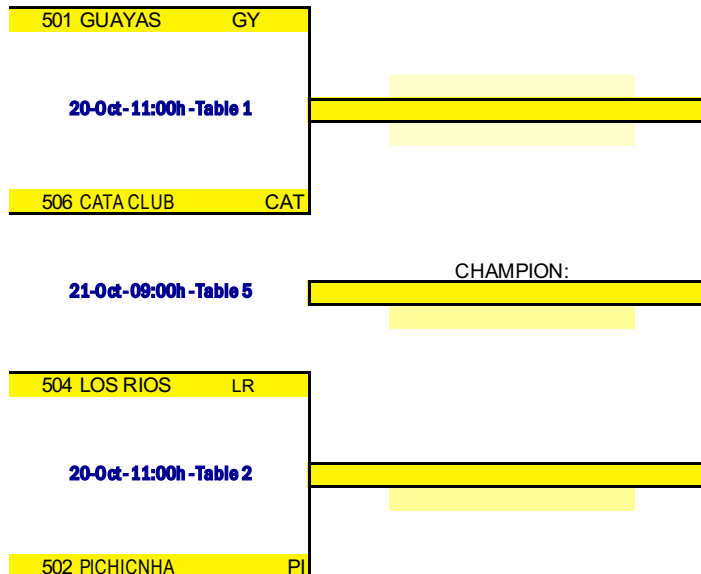 501 GUAYAS GY
20-Oct-11:00h-Table 1
506 CATA CLUB CAT
CHAMPION:
21-Oct-09:00h-Table 5
504 LOS RIOS LR
20-Oct-11:00h-Table 2
502 PICHICNHA PI